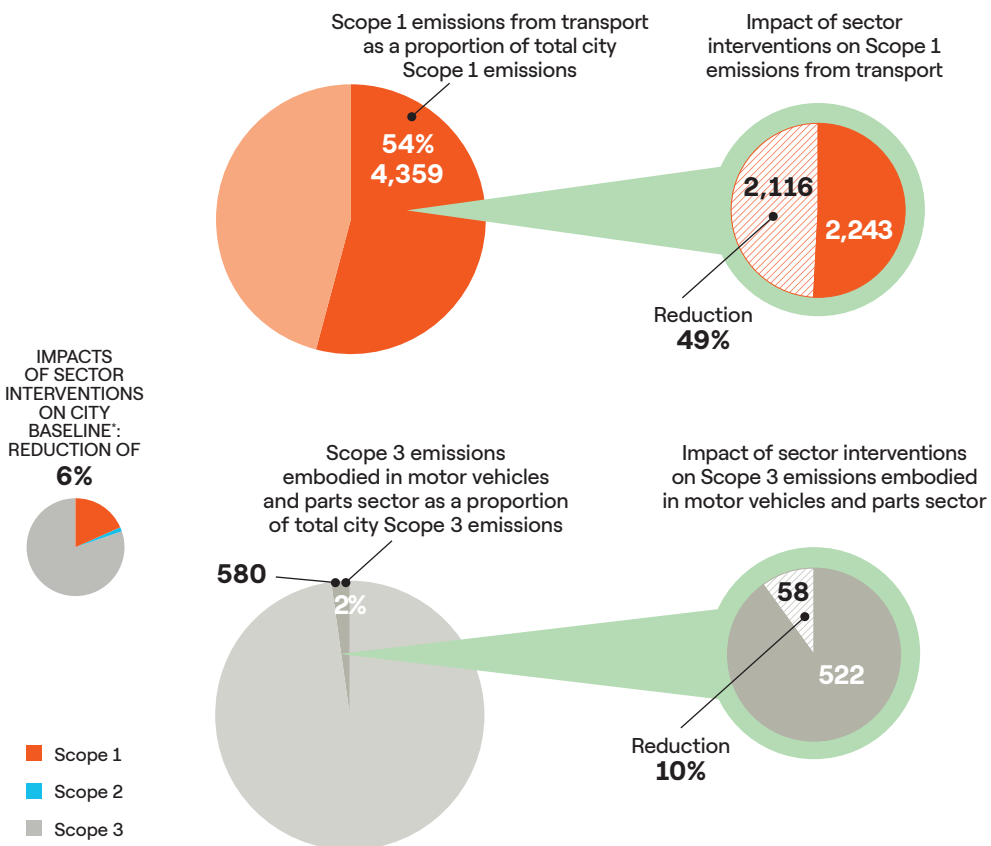 Scope 1 emissions from transport
as a proportion of total city
Scope 1 emissions
54%
4,359
Impact of sector
interventions on Scope 1
emissions from transport
2,116
2,243
Reduction
49%
IMPACTS
OF SECTOR
INTERVENTIONS
ON CITY
BASELINE*:
REDUCTION OF
6%
Scope 3 emissions
embodied in motor vehicles
and parts sector as a proportion
of total city Scope 3 emissions
580
2%
Impact of sector interventions
on Scope 3 emissions embodied
in motor vehicles and parts sector
58
522
Reduction
10%
Scope 1
Scope 2
Scope 3